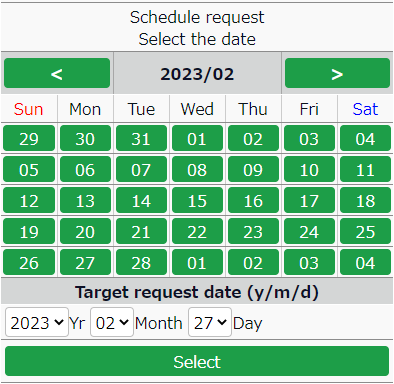 Schedule request
Select the date
< 2023/02 >
Sun Mon Tue Wed Thu Fri Sat
29 30 31 01 02 03 04
05 06 07 08 09 10 11
12 13 14 15 16 17 18
19 20 21 22 23 24 25
26 27 28 01 02 03 04
Target request date (y/m/d)
2023 Yr 02 Month 27 Day
Select